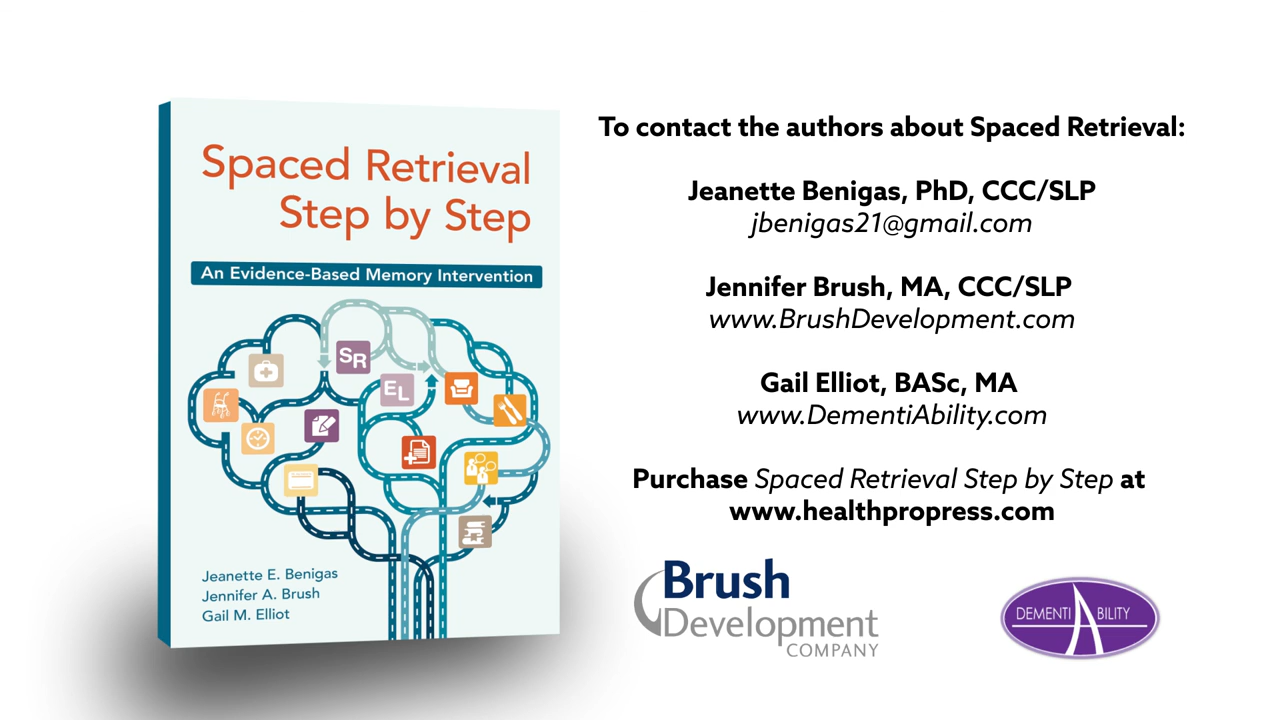 Spaced Retrieval
Step by Step
An Evidence-Based Memory Intervention
SR
EL
Jeanette E. Benigas
Jennifer A. Brush
Gail M. Elliot
To contact the authors about Spaced Retrieval:
Jeanette Benigas, PhD, CCC/SLP
jbenigas21@gmail.com
Jennifer Brush, MA, CCC/SLP
www.BrushDevelopment.com
Gail Elliot, BASc, MA
www.DementiAbility.com
Purchase Spaced Retrieval Step by Step at
www.healthpropress.com
Brush
Development
COMPANY
DEMENTIABILITY